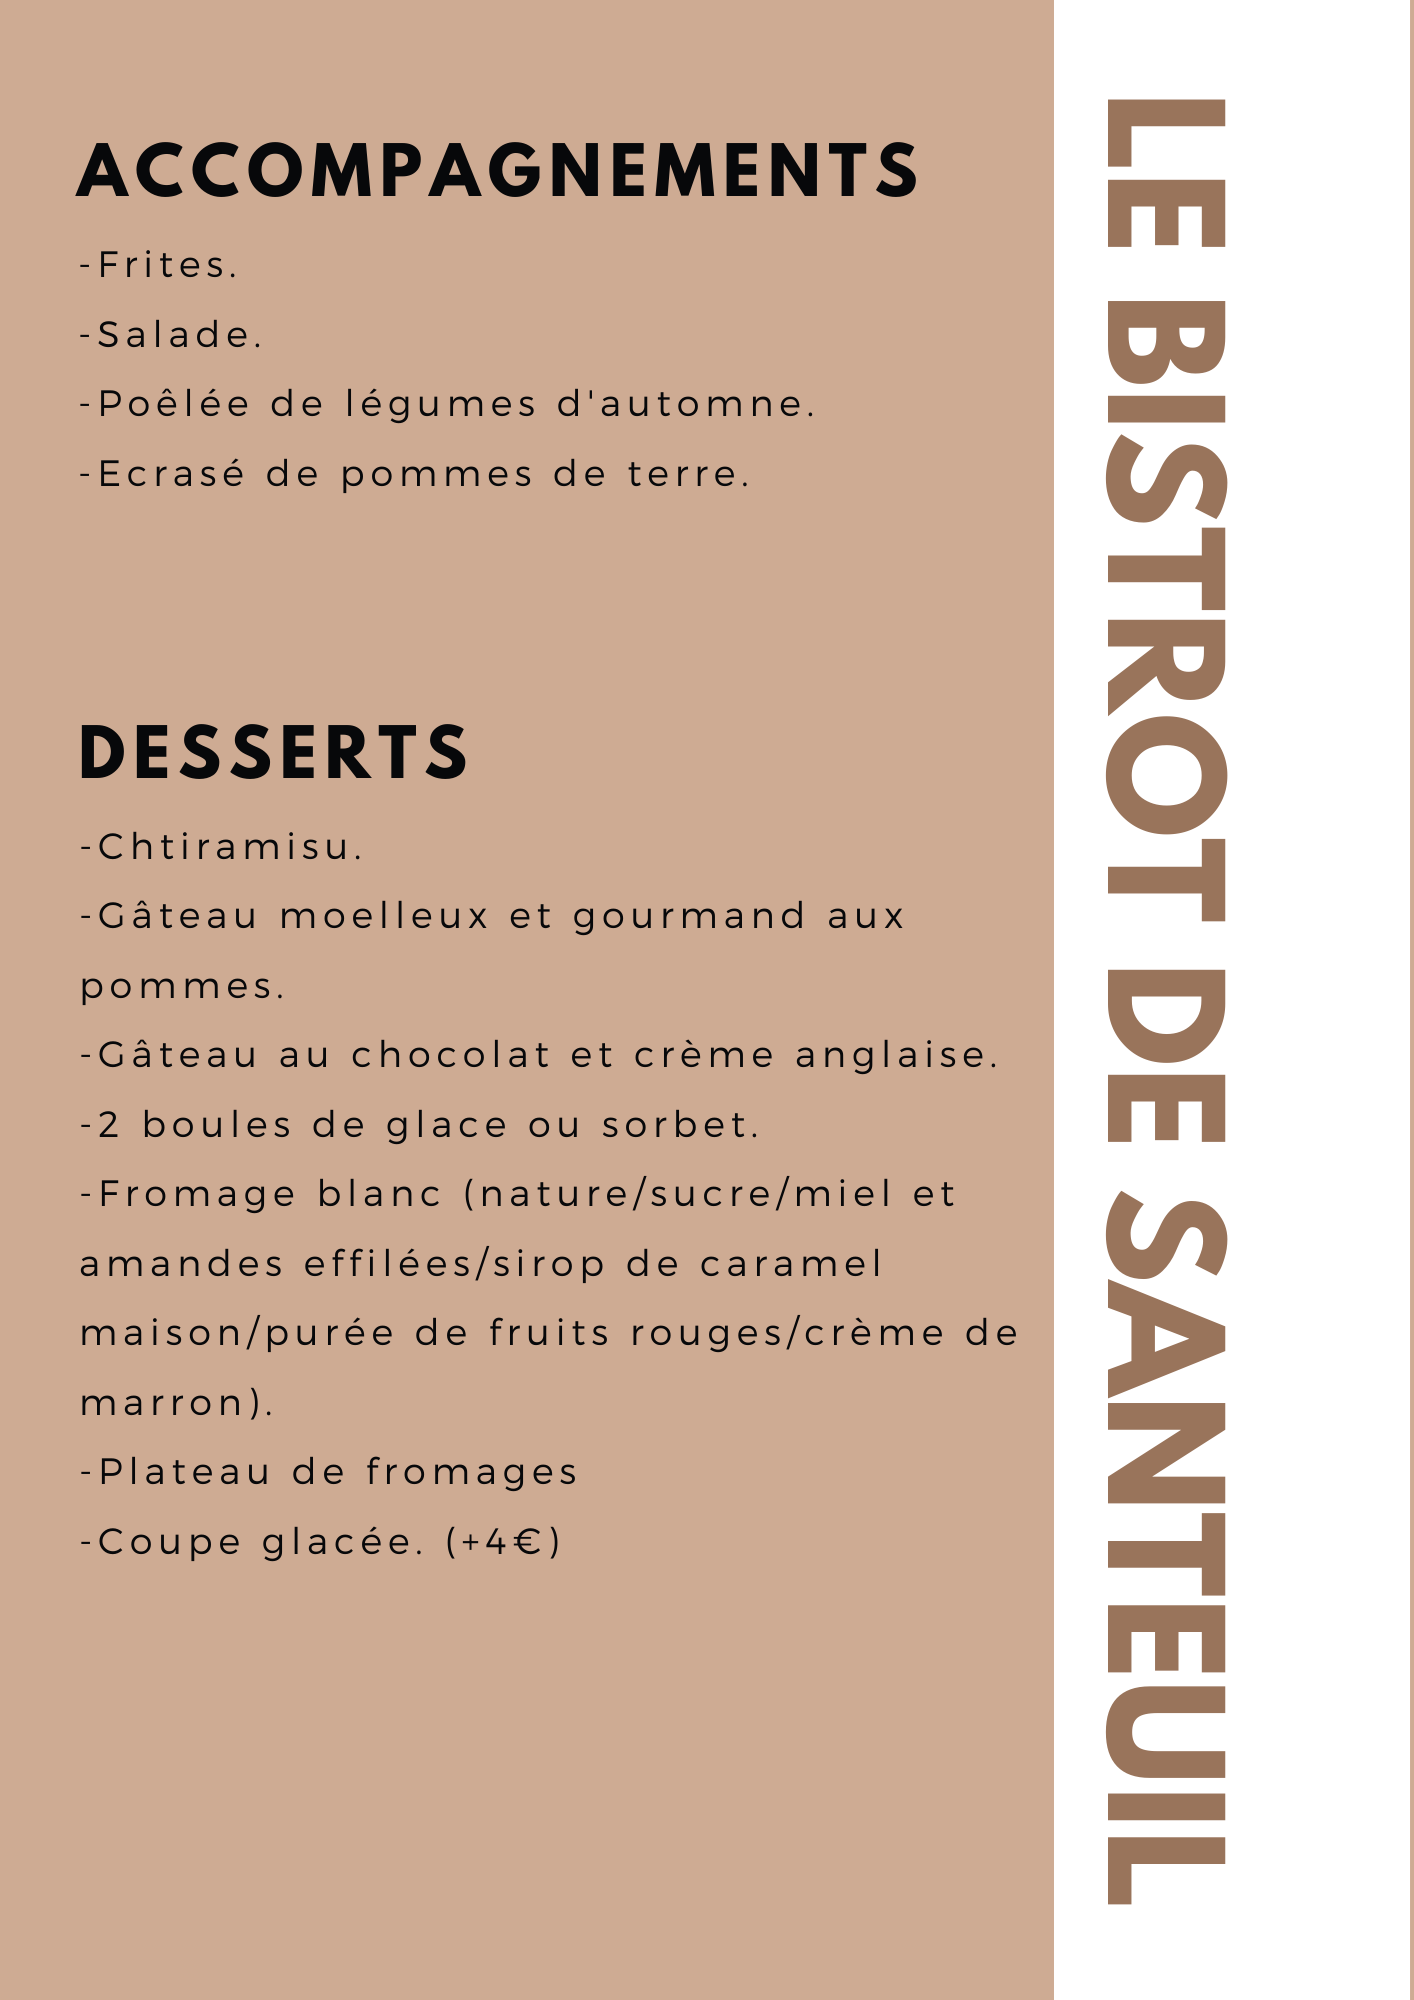 ACCOMPAGNEMENTS
-Frites.
-Salade.
-Poêlée de légumes d'automne.
-Ecrasé de pommes de terre.
DESSERTS
-Chtiramisu.
-Gâteau moelleux et gourmand aux
pommes.
-Gâteau au chocolat et crème anglaise.
-2 boules de glace ou sorbet.
-Fromage blanc (nature/sucre/miel et
amandes effilées/sirop de caramel
maison/purée de fruits rouges/crème de
marron).
-Plateau de fromages
-Coupe glacée. (+4€)
LE BISTROT DE SANTEUIL